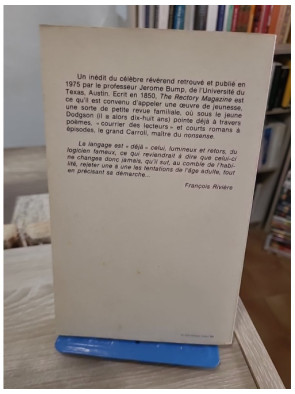 Un inédit du célèbre révérend retrouvé et publié en
1975 par le professeur Jerome Bump, de l'Université du
Texas, Austin. Ecrit en 1850, The Rectory Magazine est
ce qu'il est convenu d'appeler une œuvre de jeunesse,
une sorte de petite revue familiale, où sous le jeune
Dodgson (il a alors dix-huit ans) pointe déjà à travers
poèmes, « courrier des lecteurs » et courts romans à
épisodes, le grand Carroll, maître du nonsense.
Le langage est « déjà » celui, lumineux et retors, du
logicien fameux, ce qui reviendrait à dire que celui-ci
ne changea donc jamais, qu'il sut, au comble de l'habi-
lité, rejeter une à une les tentations de l'âge adulte, tout
en précisant sa démarche...
François Rivière